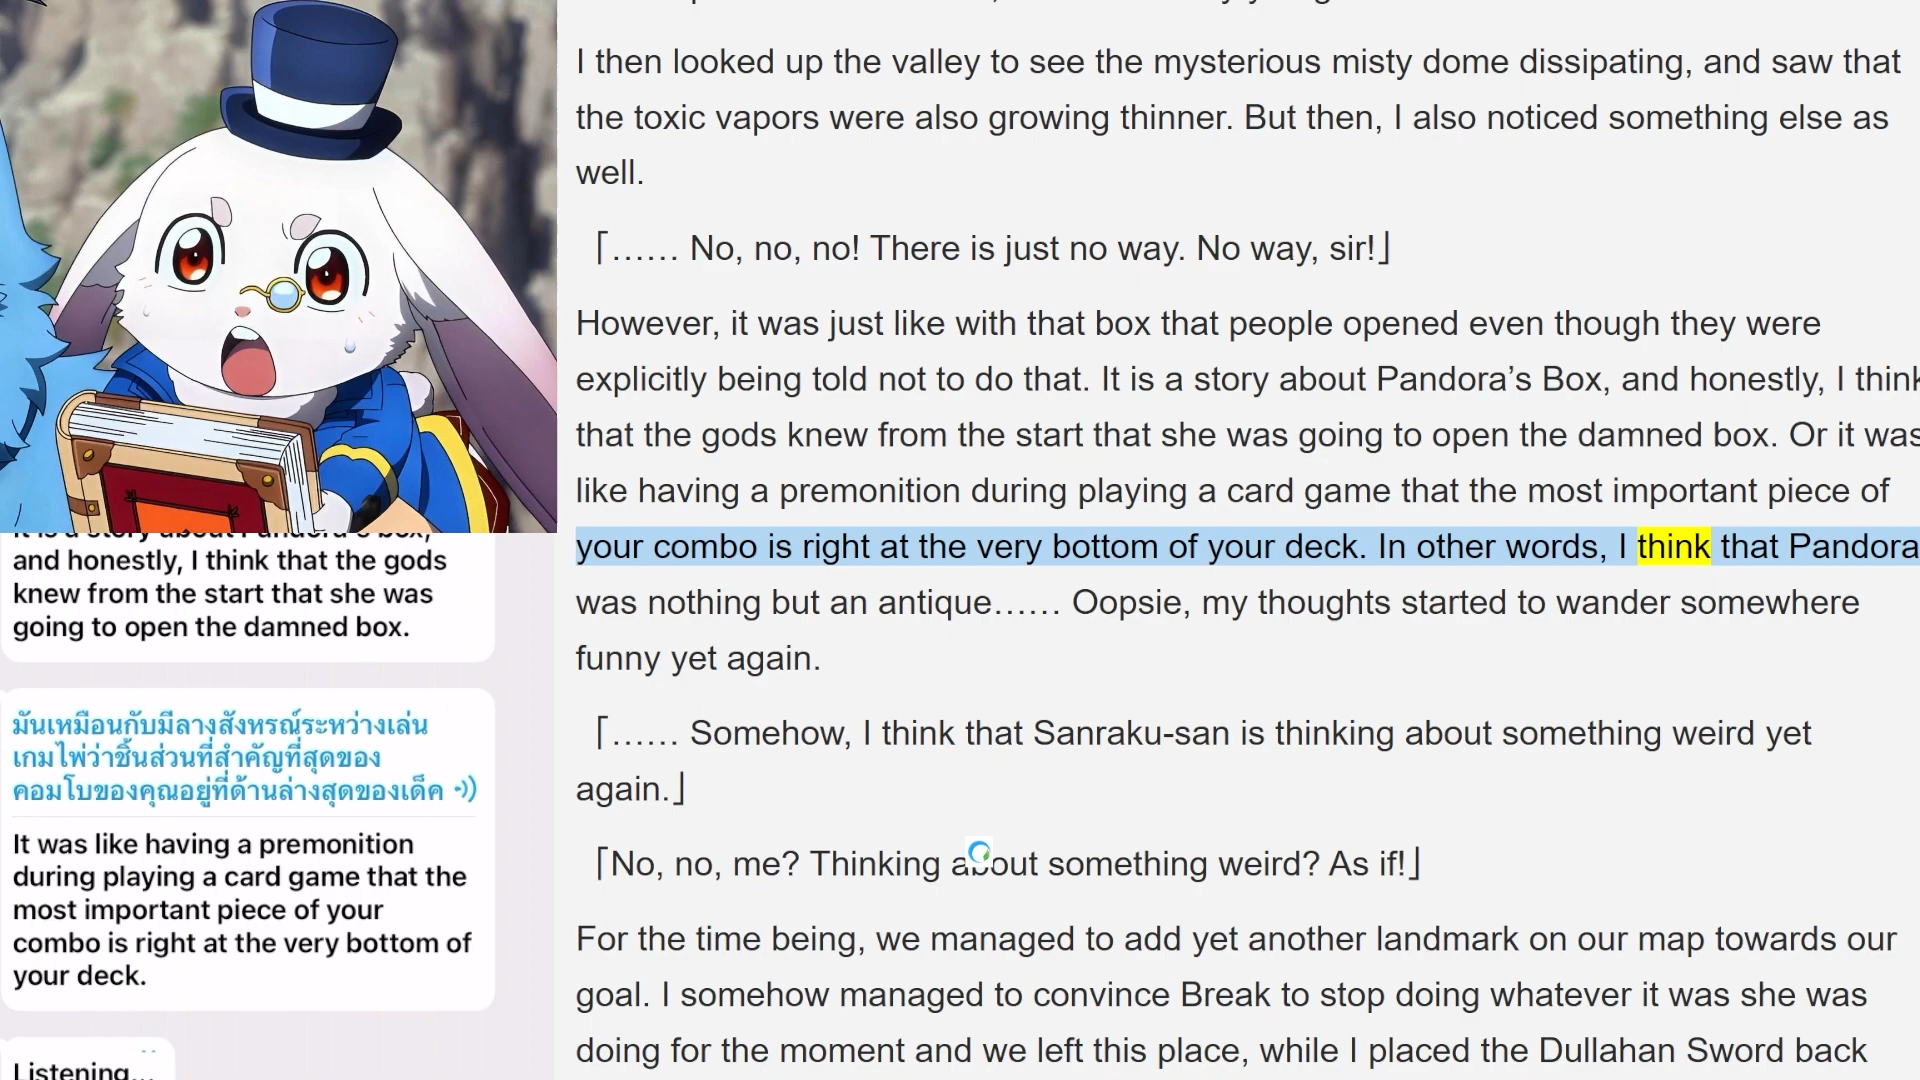 I then looked up the valley to see the mysterious misty dome dissipating, and saw that
the toxic vapors were also growing thinner. But then, I also noticed something else as
well.
「…… No, no, no! There is just no way. No way, sir!」
However, it was just like with that box that people opened even though they were
explicitly being told not to do that. It is a story about Pandora’s Box, and honestly, I think
that the gods knew from the start that she was going to open the damned box. Or it was
like having a premonition during playing a card game that the most important piece of
your combo is right at the very bottom of your deck. In other words, I think that Pandora
was nothing but an antique…… Oopsie, my thoughts started to wander somewhere
funny yet again.
「…… Somehow, I think that Sanraku-san is thinking about something weird yet
again.」
「No, no, me? Thinking about something weird? As if!」
For the time being, we managed to add yet another landmark on our map towards our
goal. I somehow managed to convince Break to stop doing whatever it was she was
doing for the moment and we left this place, while I placed the Dullahan Sword back
It is a story about Pandora's box,
and honestly, I think that the gods
knew from the start that she was
going to open the damned box.
มันเหมือนกับมีลางสังหรณ์ระหว่างเล่น
เกมไพ่ว่าชิ้นส่วนที่สำคัญที่สุดของ
คอมโบของคุณอยู่ที่ด้านล่างสุดของเด็ค
It was like having a premonition
during playing a card game that the
most important piece of your
combo is right at the very bottom of
your deck.
Listening...